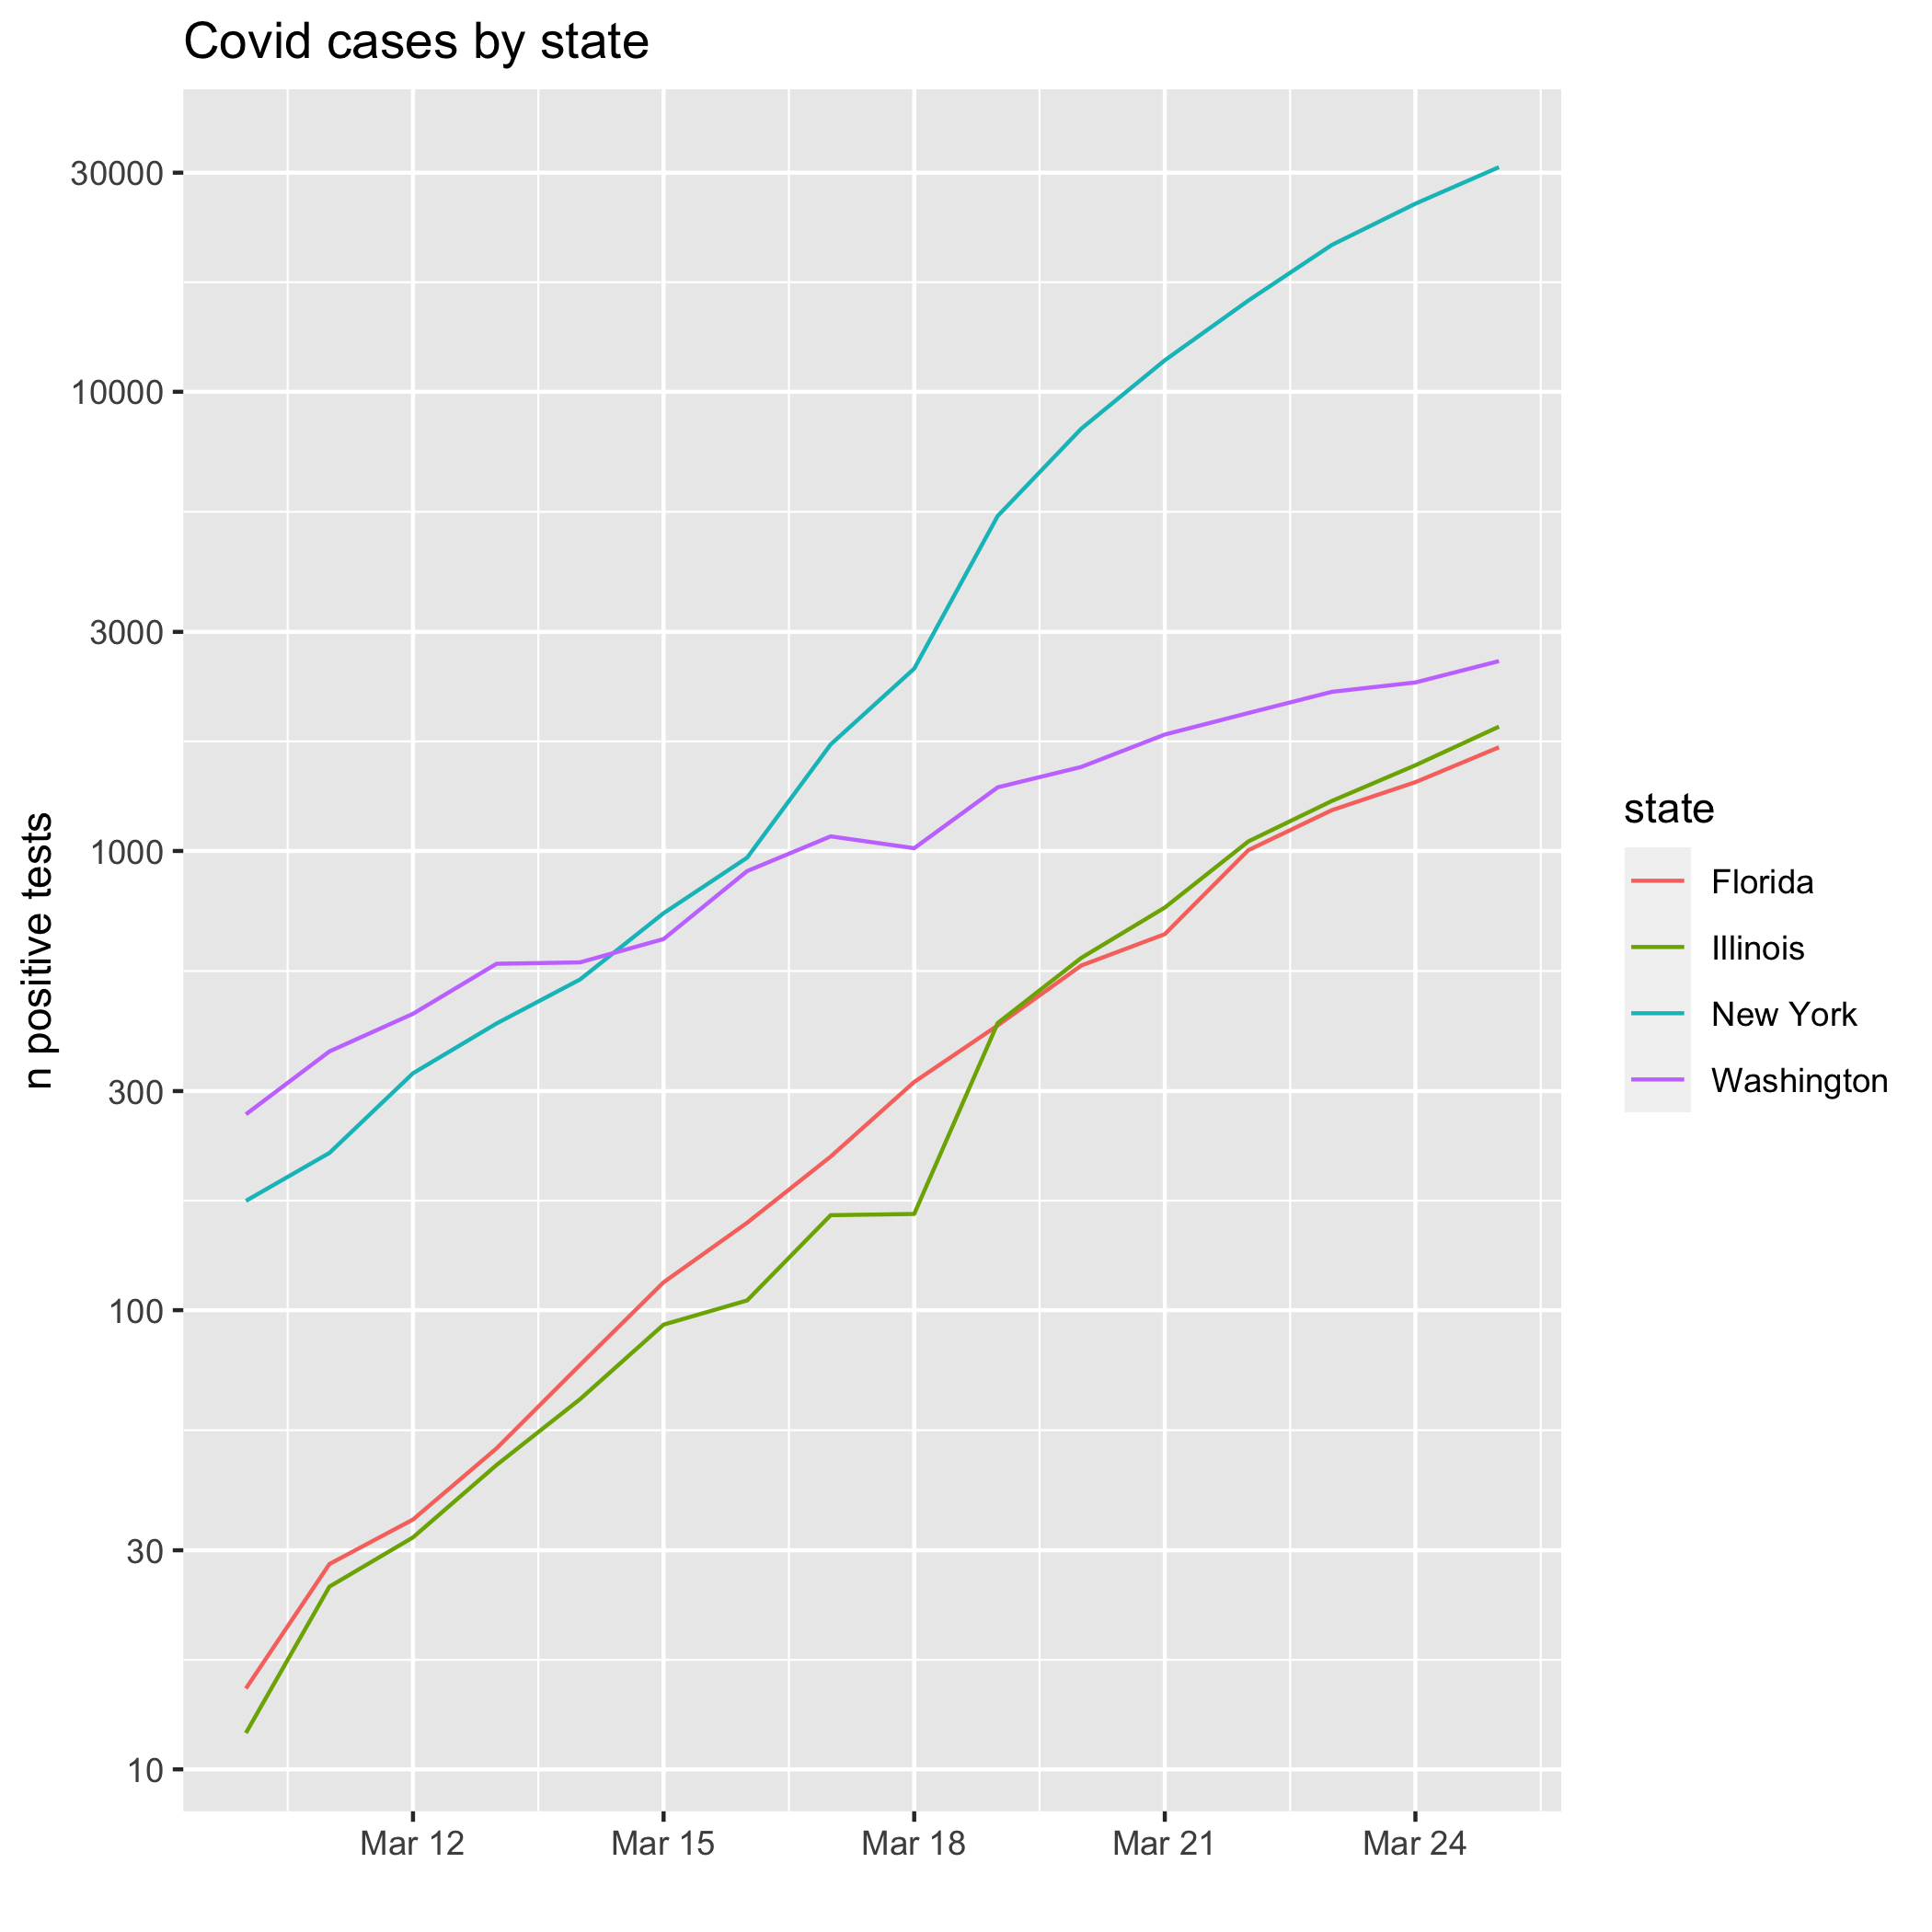 Covid cases by state
n positive tests
30000
10000
3000
1000
300
100
30
10
Mar 12
Mar 15
Mar 18
Mar 21
Mar 24
state
Florida
Illinois
New York
Washington